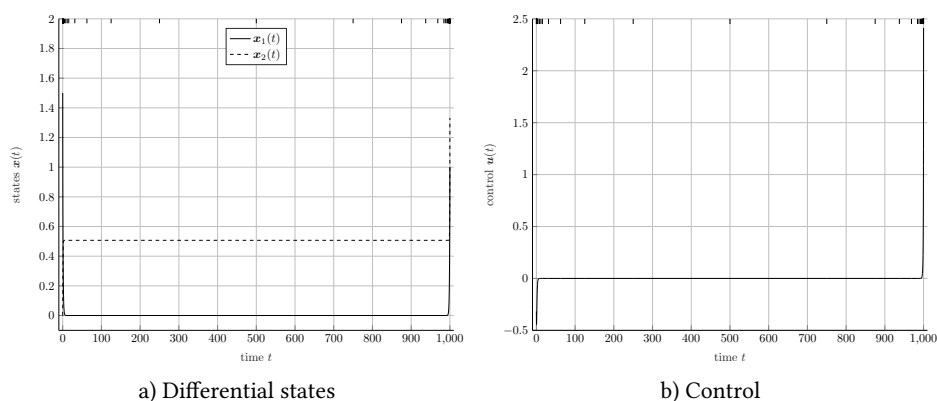 2
1.8
1.6
1.4
1.2
1
0.8
0.6
0.4
0.2
0
states x(t)
x₁(t)
x₂(t)
0 100 200 300 400 500 600 700 800 900 1,000
time t
a) Differential states
2.5
2
1.5
1
0.5
0
−0.5
control u(t)
0 100 200 300 400 500 600 700 800 900 1,000
time t
b) Control